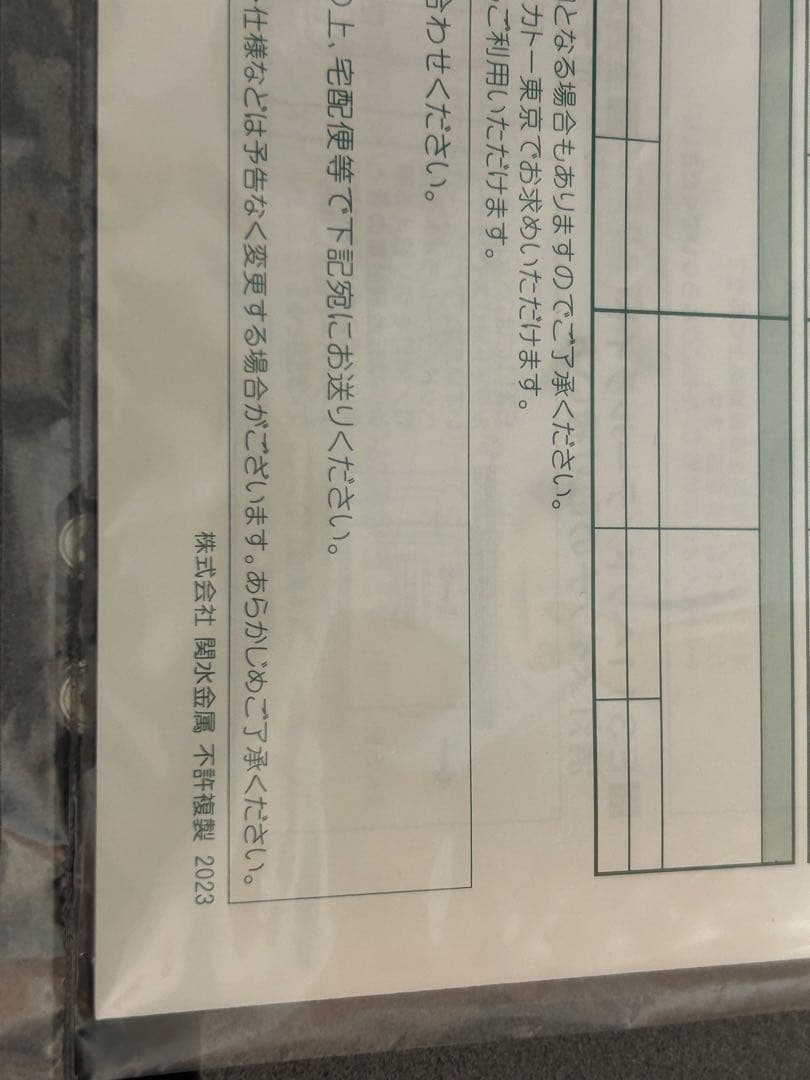 となる場合もありますのでご了承ください。
カトー東京でお求めいただけます。
ご利用いただけます。
合わせください。
上、宅配便等で下記宛にお送りください。
仕様などは予告なく変更する場合がございます。あらかじめご了承ください。
株式会社 関水金属 不許複製 2023